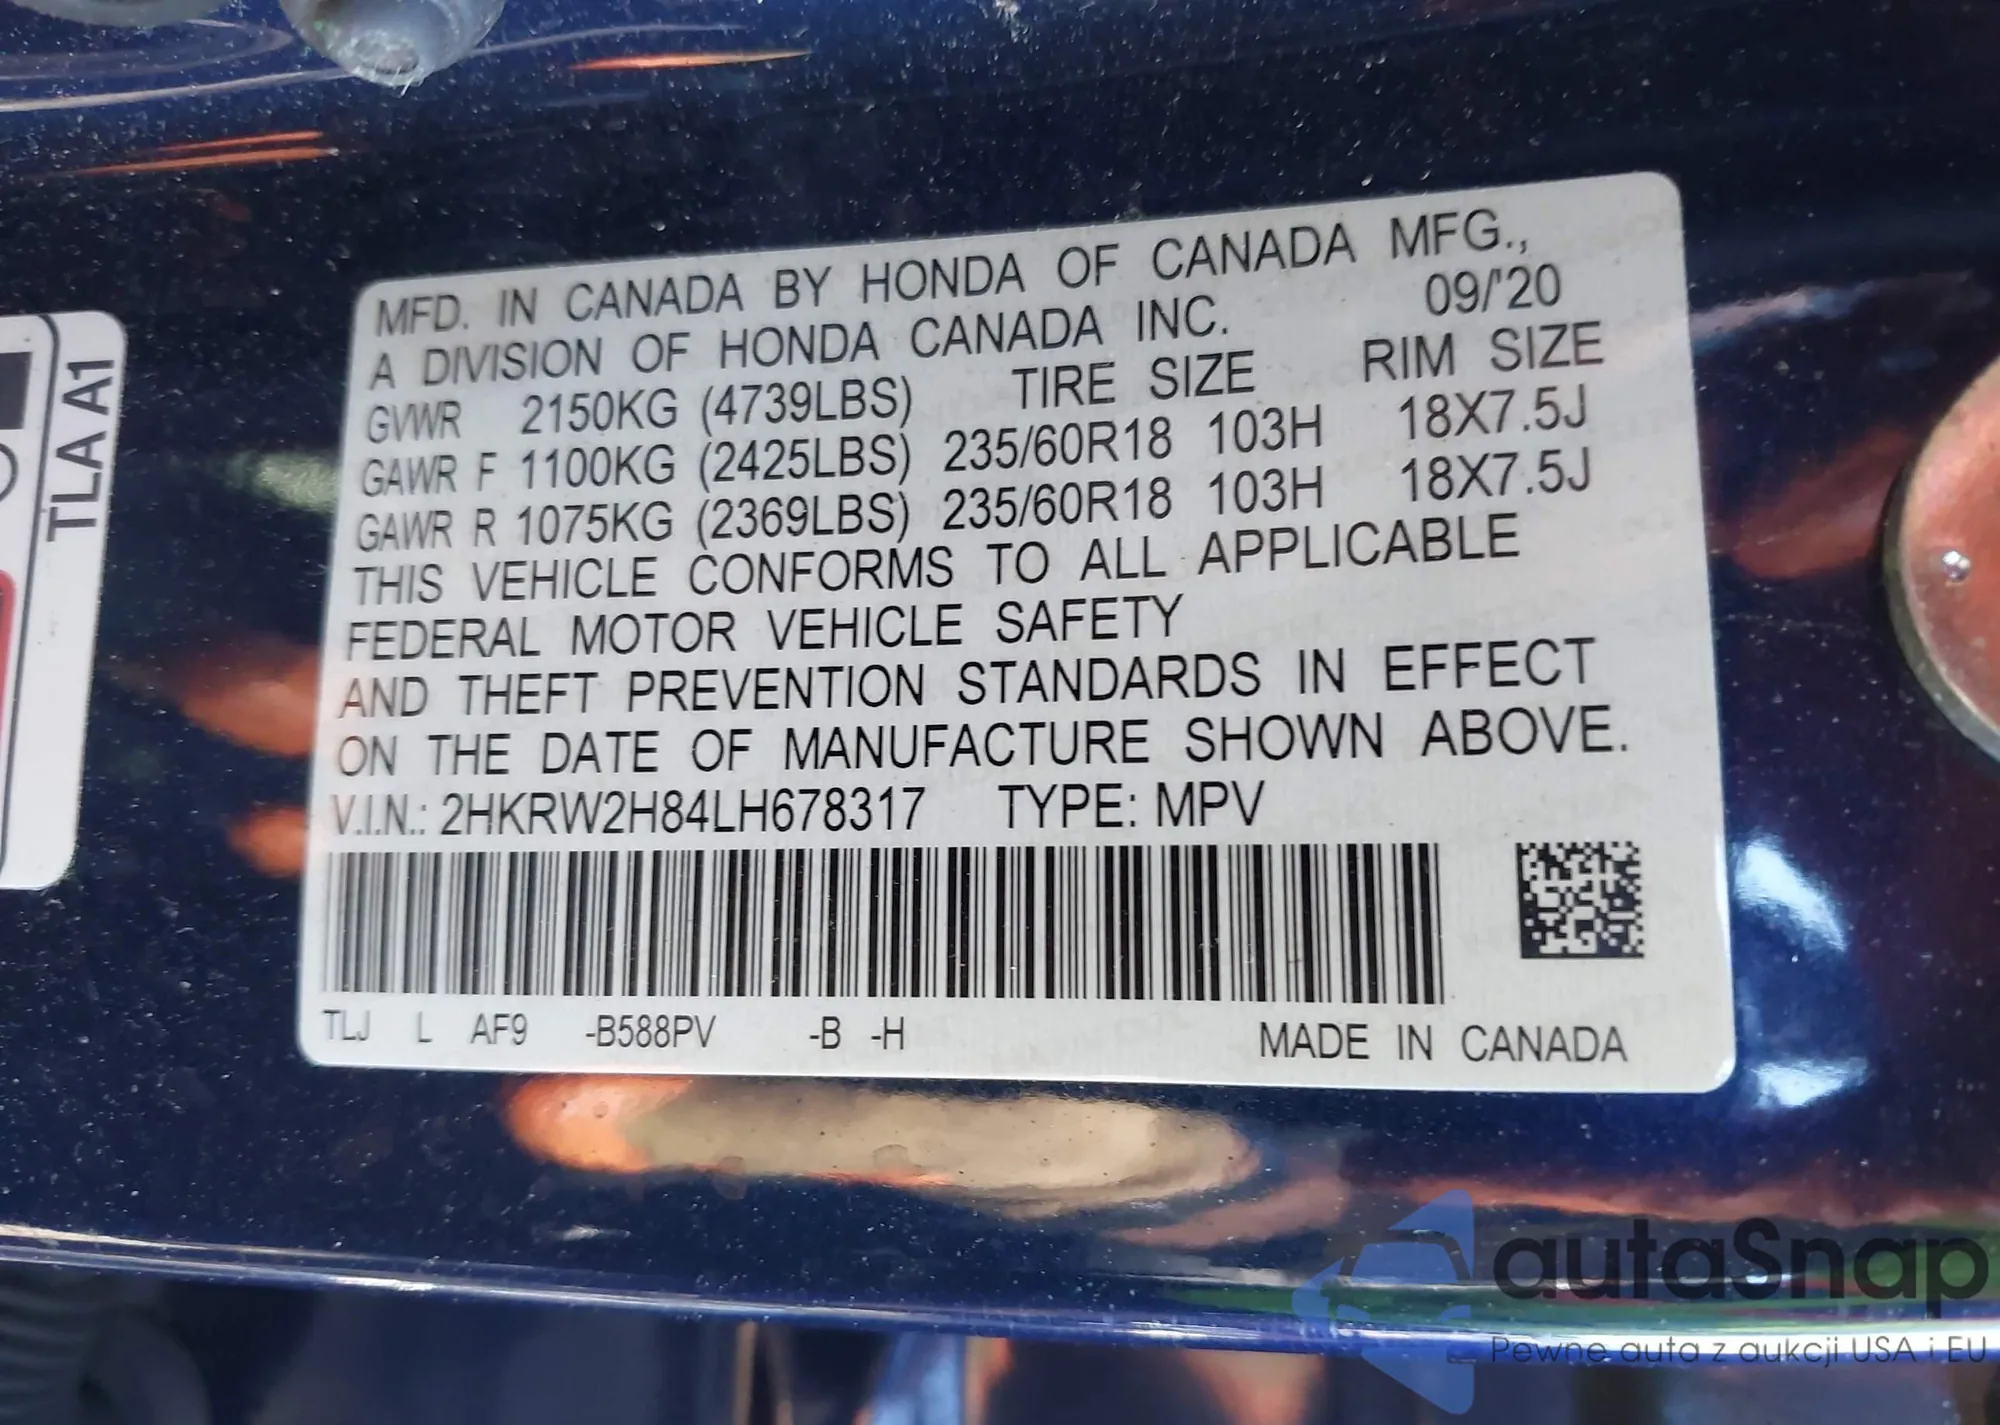 MFD. IN CANADA BY HONDA OF CANADA MFG.,
A DIVISION OF HONDA CANADA INC. 09/'20
GVWR 2150KG (4739LBS) TIRE SIZE RIM SIZE
GAWR F 1100KG (2425LBS) 235/60R18 103H 18X7.5J
GAWR R 1075KG (2369LBS) 235/60R18 103H 18X7.5J
THIS VEHICLE CONFORMS TO ALL APPLICABLE
FEDERAL MOTOR VEHICLE SAFETY
AND THEFT PREVENTION STANDARDS IN EFFECT
ON THE DATE OF MANUFACTURE SHOWN ABOVE.
V.I.N.: 2HKRW2H84LH678317 TYPE: MPV
TLJ L AF9 -B588PV -B -H MADE IN CANADA
TLA A1
autaSnap
Pewne auta z aukcji USA i EU